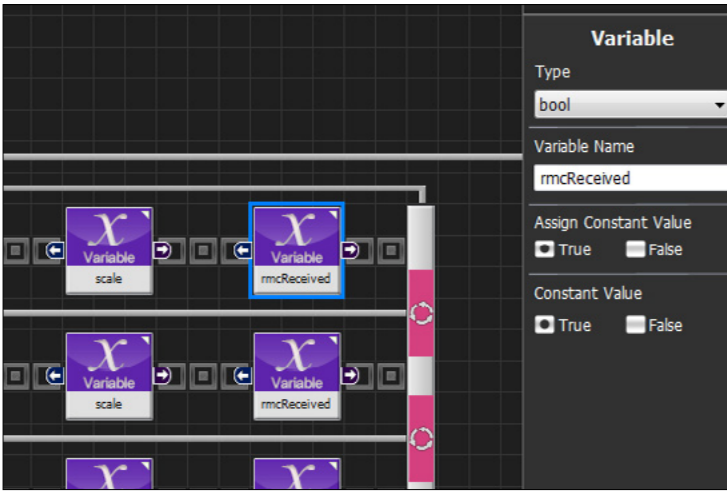 Variable
Type
bool
Variable Name
rmcReceived
Assign Constant Value
True False
Constant Value
True False
X X
Variable Variable
scale rmcReceived
X X
Variable Variable
scale rmcReceived
X X